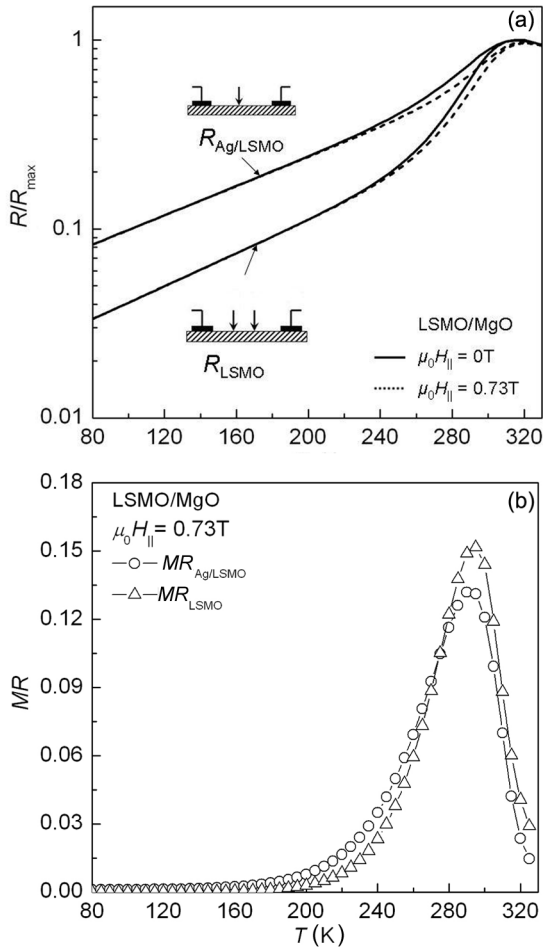 (a)
1
0.1
0.01
R/Rmax
RAg/LSMO
RLSMO
LSMO/MgO
μ0H|| = 0T
μ0H|| = 0.73T
80 120 160 200 240 280 320
(b)
0.18
0.15
0.12
0.09
0.06
0.03
0.00
MR
LSMO/MgO
μ0H||= 0.73T
MRAg/LSMO
MRLSMO
80 120 160 200 240 280 320
T (K)